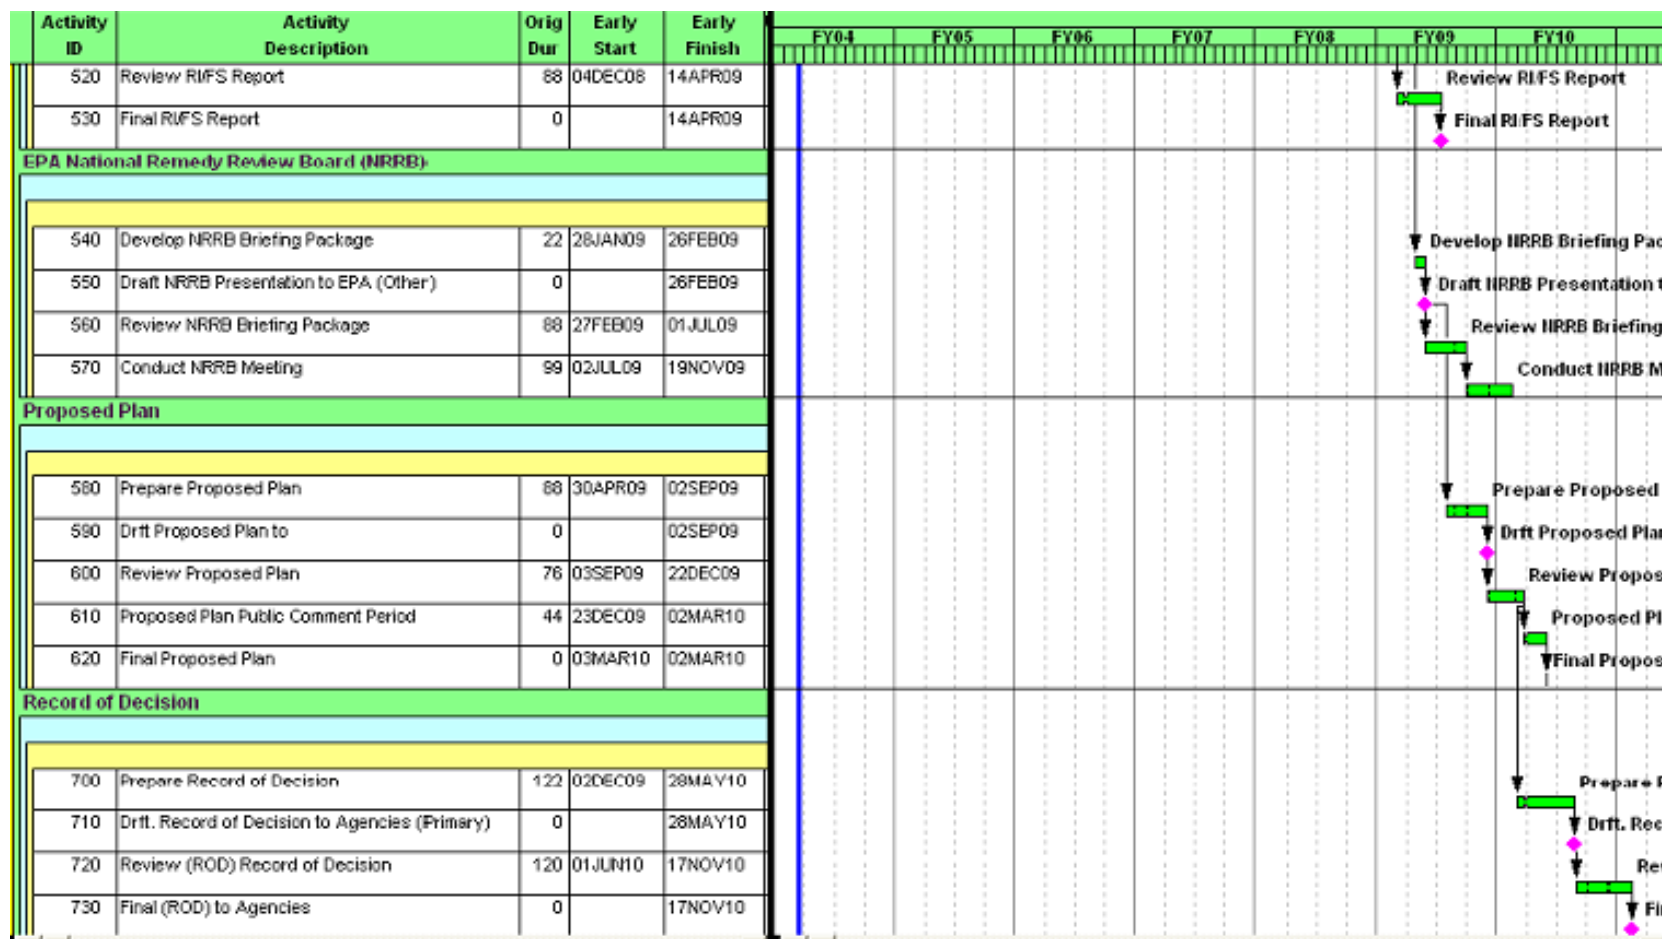 Activity ID Activity Description Orig Dur Early Start Early Finish
FY04 FY05 FY06 FY07 FY08 FY09 FY10
520 Review RI/FS Report 88 04DEC08 14APR09 Review RI/FS Report
530 Final RI/FS Report 0 14APR09 Final RI/FS Report
EPA National Remedy Review Board (NRRB)
540 Develop NRRB Briefing Package 22 28JAN09 26FEB09 Develop NRRB Briefing Pac
550 Draft NRRB Presentation to EPA (Other) 0 26FEB09 Draft NRRB Presentation t
560 Review NRRB Briefing Package 88 27FEB09 01JUL09 Review NRRB Briefing
570 Conduct NRRB Meeting 99 02JUL09 19NOV09 Conduct NRRB M
Proposed Plan
580 Prepare Proposed Plan 88 30APR09 02SEP09 Prepare Proposed
590 Drft Proposed Plan to 0 02SEP09 Drft Proposed Plan
600 Review Proposed Plan 76 03SEP09 22DEC09 Review Propos
610 Proposed Plan Public Comment Period 44 23DEC09 02MAR10 Proposed Pl
620 Final Proposed Plan 0 03MAR10 02MAR10 Final Propos
Record of Decision
700 Prepare Record of Decision 122 02DEC09 28MAY10 Prepare R
710 Drft. Record of Decision to Agencies (Primary) 0 28MAY10 Drft. Rec
720 Review (ROD) Record of Decision 120 01JUN10 17NOV10 Rev
730 Final (ROD) to Agencies 0 17NOV10 Fi